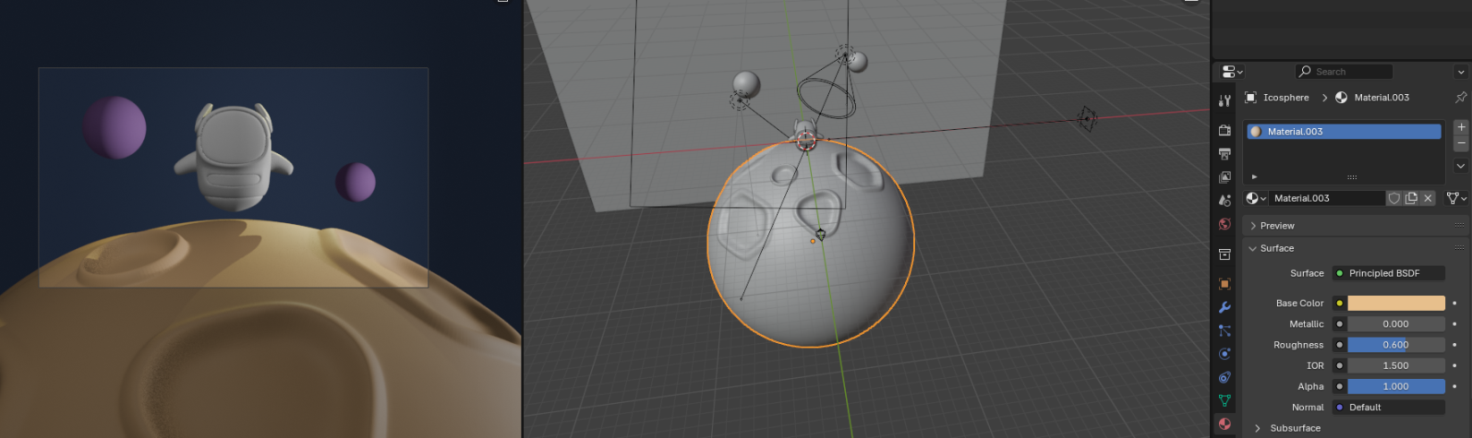 Search
Icosphere > Material.003
Material.003
Material.003
Preview
Surface
Surface Principled BSDF
Base Color
Metallic 0.000
Roughness 0.600
IOR 1.500
Alpha 1.000
Normal Default
Subsurface